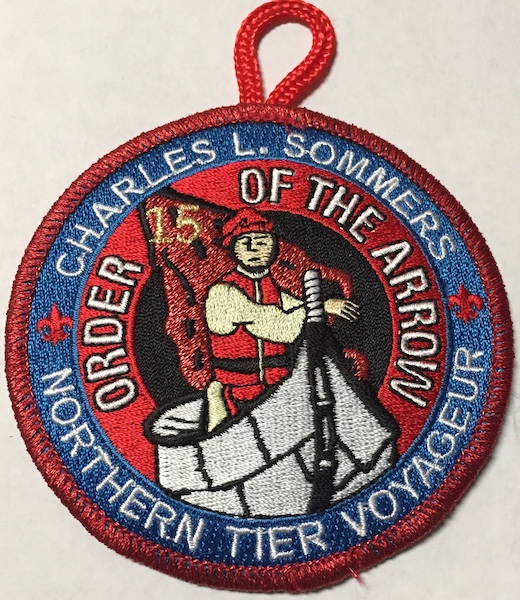 CHARLES L. SOMMERS
ORDER OF THE ARROW
15
NORTHERN TIER VOYAGEUR